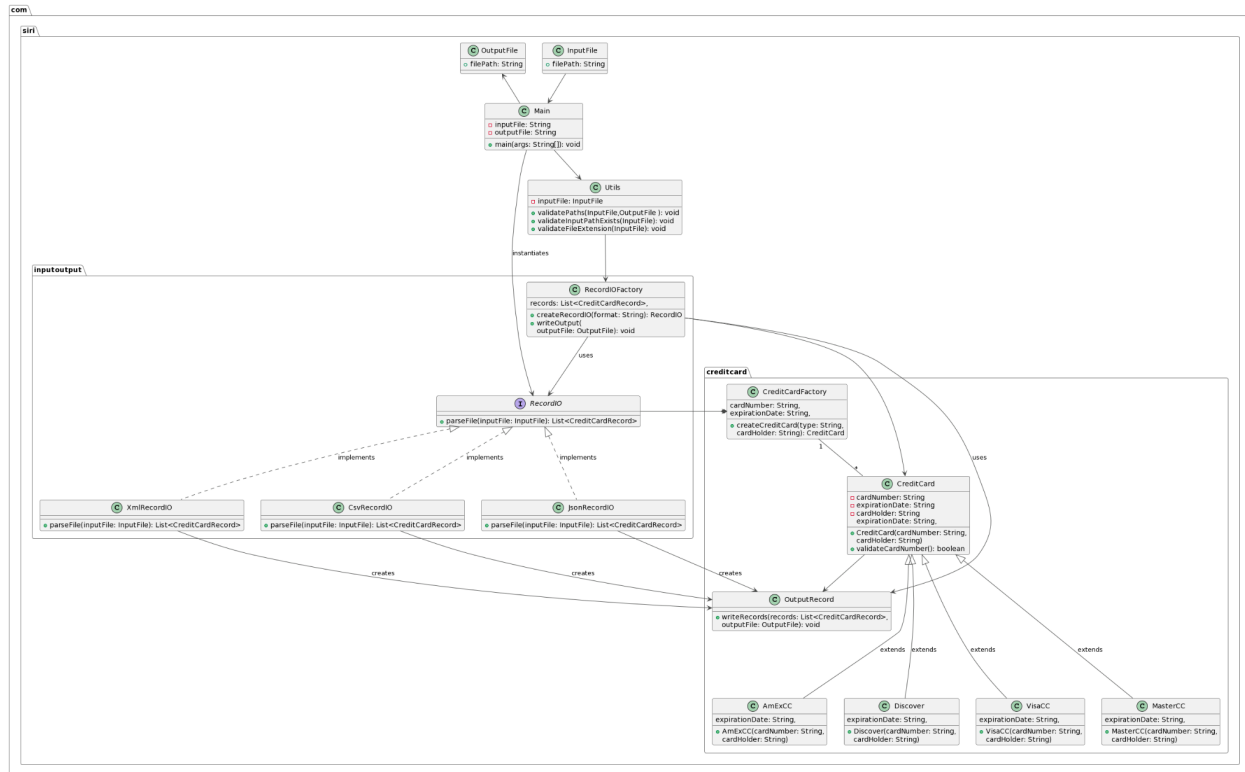 com
siri
C OutputFile
filePath: String
C InputFile
filePath: String
C Main
inputFile: String
outputFile: String
main(args: String[]): void
C Utils
inputFile: InputFile
validatePaths(InputFile,OutputFile ): void
validateInputPathExists(InputFile): void
validateFileExtension(InputFile): void
instantiates
inputoutput
C RecordIOFactory
records: List<CreditCardRecord>,
createRecordIO(format: String): RecordIO
writeOutput(
outputFile: OutputFile): void
uses
creditcard
C CreditCardFactory
cardNumber: String,
expirationDate: String,
createCreditCard(type: String,
cardHolder: String): CreditCard
I RecordIO
parseFile(inputFile: InputFile): List<CreditCardRecord>
1
*
implements
implements
implements
uses
C CreditCard
cardNumber: String
expirationDate: String
cardHolder: String
expirationDate: String,
CreditCard(cardNumber: String,
cardHolder: String)
validateCardNumber(): boolean
C XmlRecordIO
parseFile(inputFile: InputFile): List<CreditCardRecord>
C CsvRecordIO
parseFile(inputFile: InputFile): List<CreditCardRecord>
C JsonRecordIO
parseFile(inputFile: InputFile): List<CreditCardRecord>
creates
creates
creates
C OutputRecord
writeRecords(records: List<CreditCardRecord>,
outputFile: OutputFile): void
extends
extends
extends
extends
C AmExCC
expirationDate: String,
AmExCC(cardNumber: String,
cardHolder: String)
C Discover
expirationDate: String,
Discover(cardNumber: String,
cardHolder: String)
C VisaCC
expirationDate: String,
VisaCC(cardNumber: String,
cardHolder: String)
C MasterCC
expirationDate: String,
MasterCC(cardNumber: String,
cardHolder: String)